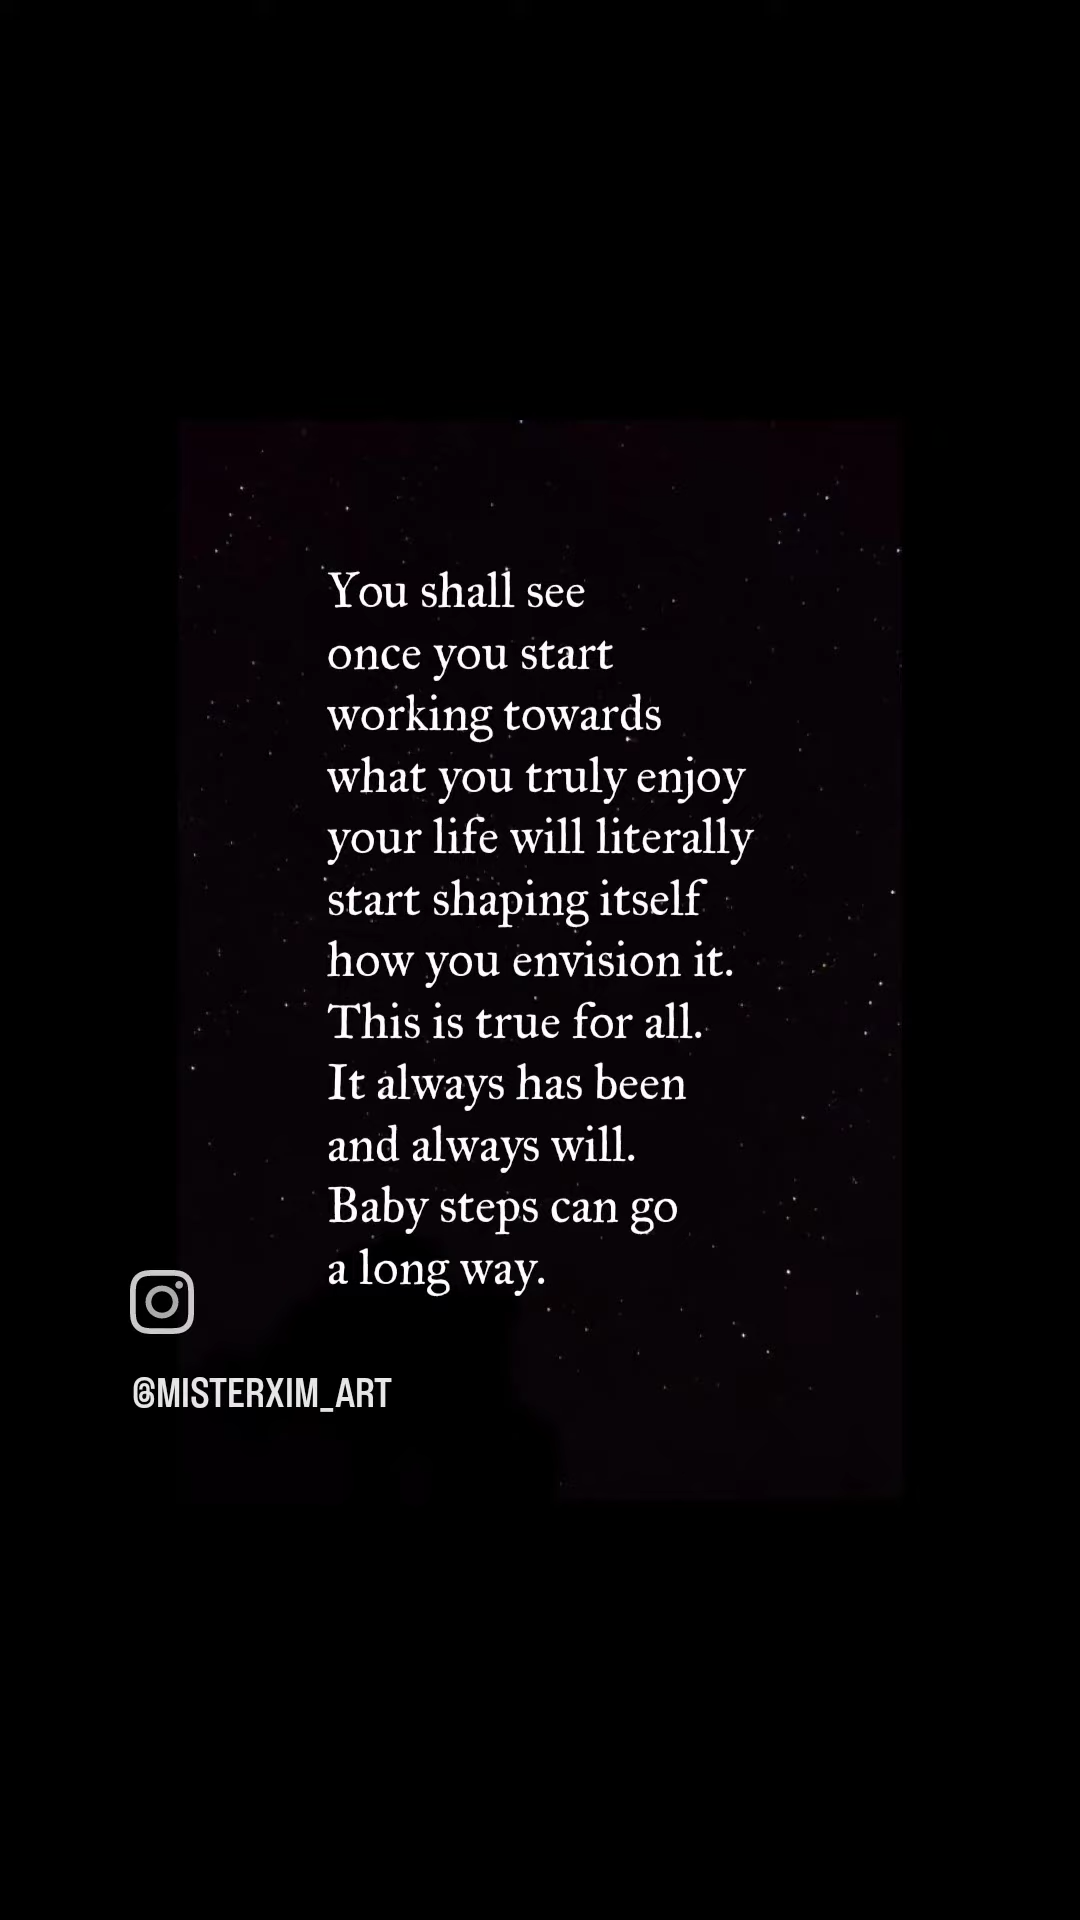 You shall see
once you start
working towards
what you truly enjoy
your life will literally
start shaping itself
how you envision it.
This is true for all.
It always has been
and always will.
Baby steps can go
a long way.
@MISTERXIM_ART